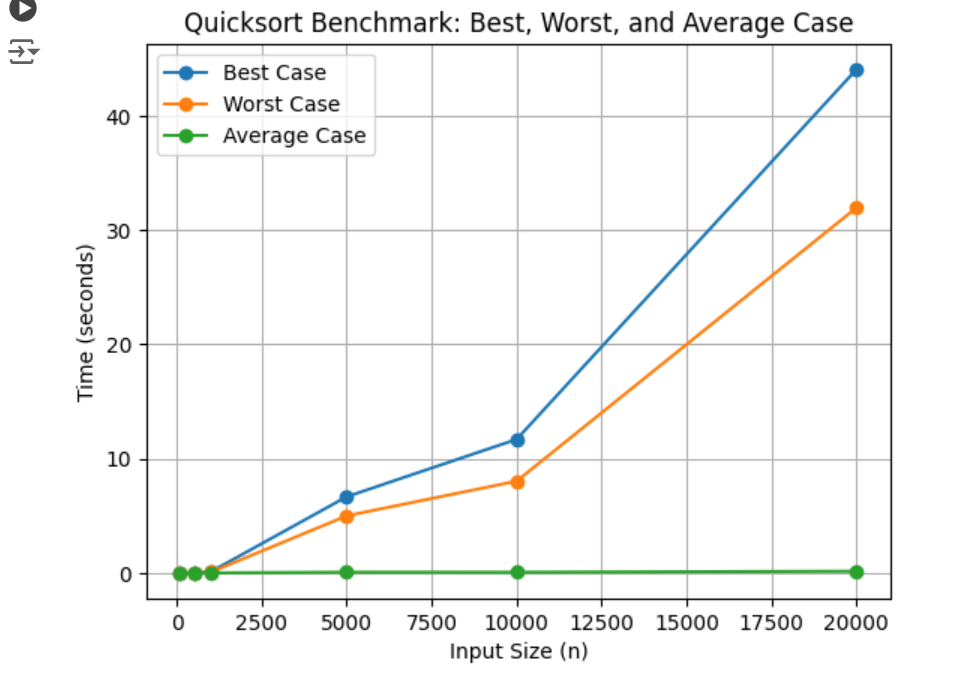 Quicksort Benchmark: Best, Worst, and Average Case
Best Case
Worst Case
Average Case
40
30
20
10
0
Time (seconds)
0 2500 5000 7500 10000 12500 15000 17500 20000
Input Size (n)